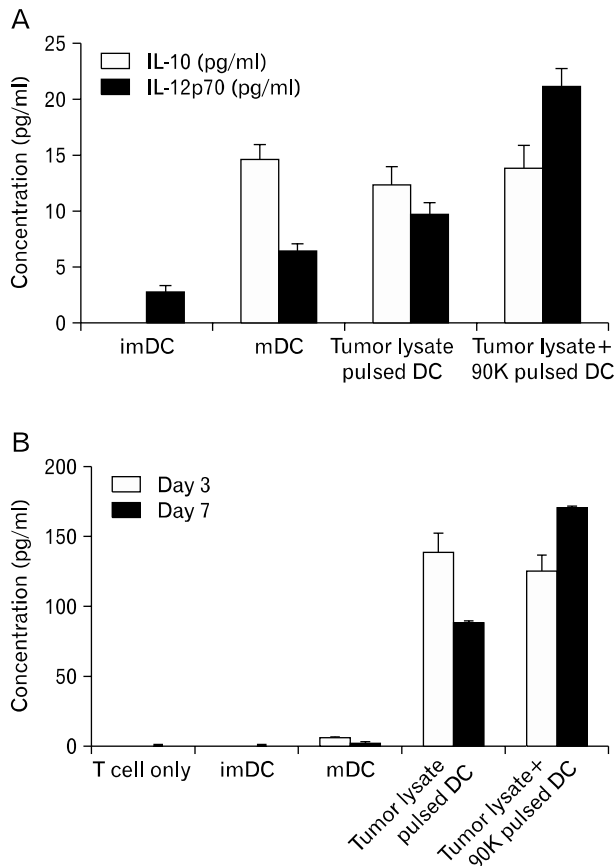 A
Concentration (pg/ml)
25
20
15
10
5
0
IL-10 (pg/ml)
IL-12p70 (pg/ml)
imDC
mDC
Tumor lysate
pulsed DC
Tumor lysate+
90K pulsed DC
B
Concentration (pg/ml)
200
150
100
50
0
Day 3
Day 7
T cell only
imDC
mDC
Tumor lysate
pulsed DC
Tumor lysate+
90K pulsed DC